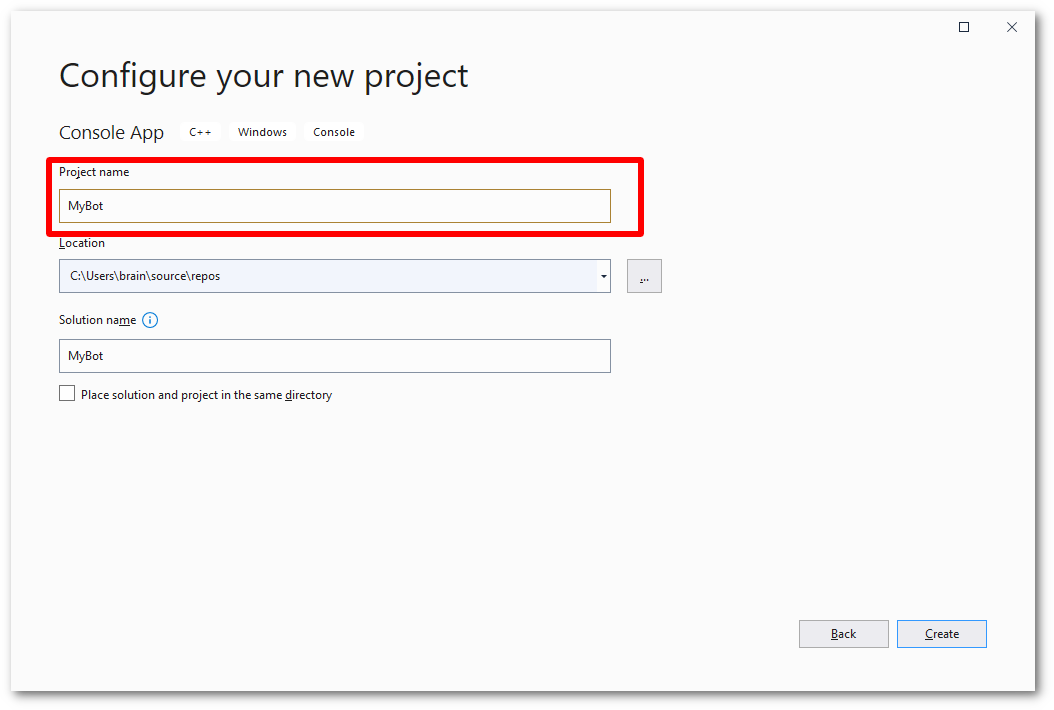 Configure your new project
Console App C++ Windows Console
Project name
MyBot
Location
C:\Users\brain\source\repos
...
Solution name
MyBot
Place solution and project in the same directory
Back Create